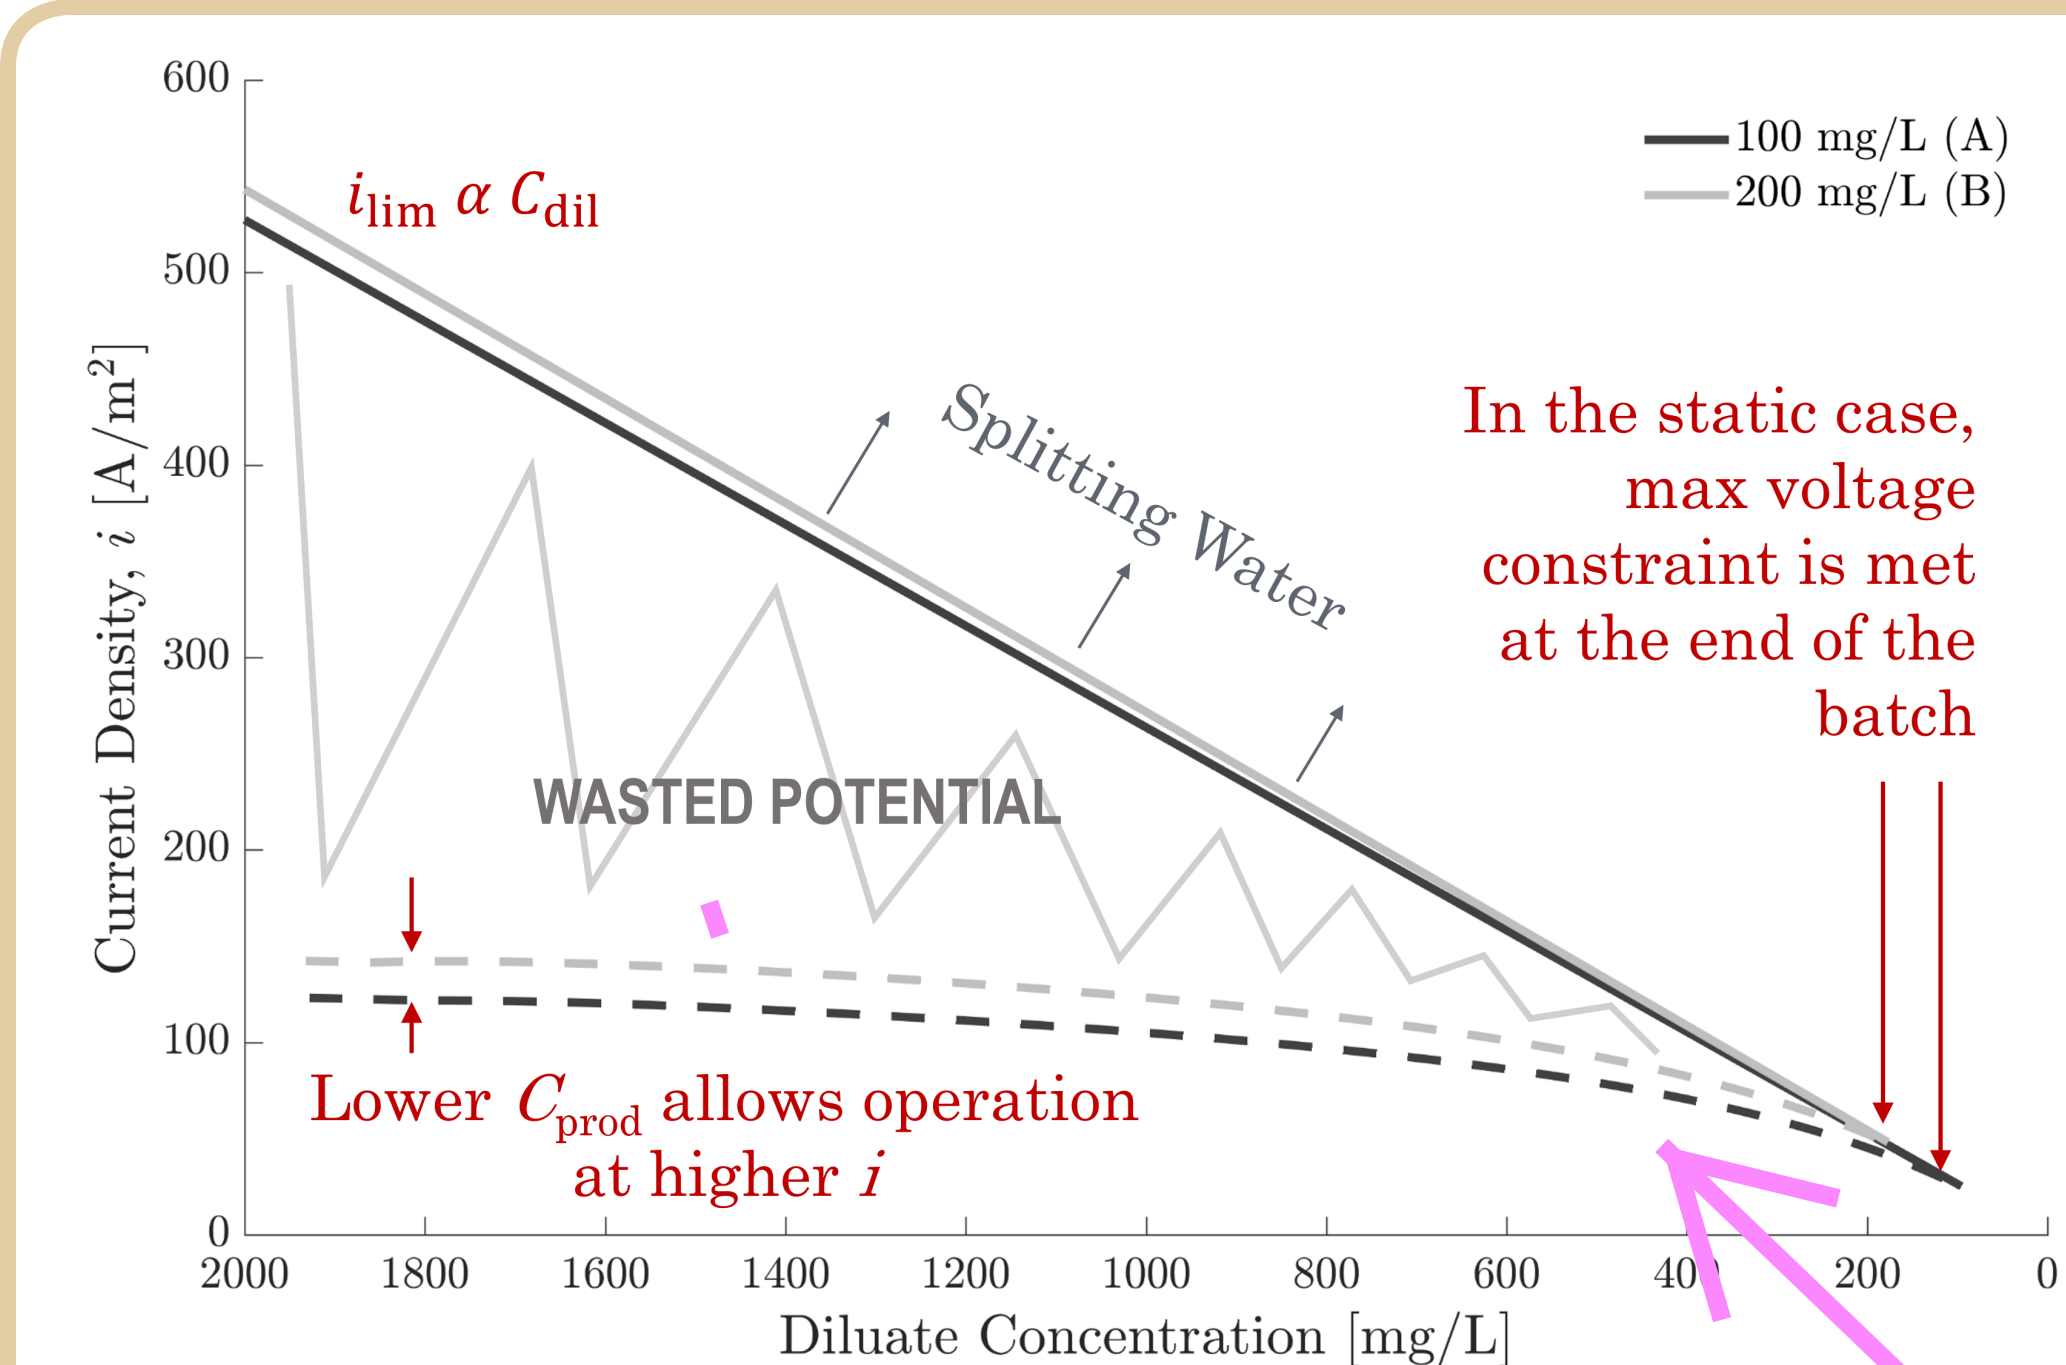 600
500
400
300
200
100
0
Current Density, i [A/m²]
i_lim α C_dil
100 mg/L (A)
200 mg/L (B)
Splitting Water
In the static case,
max voltage
constraint is met
at the end of the
batch
WASTED POTENTIAL
Lower C_prod allows operation
at higher i
2000 1800 1600 1400 1200 1000 800 600 400 200 0
Diluate Concentration [mg/L]